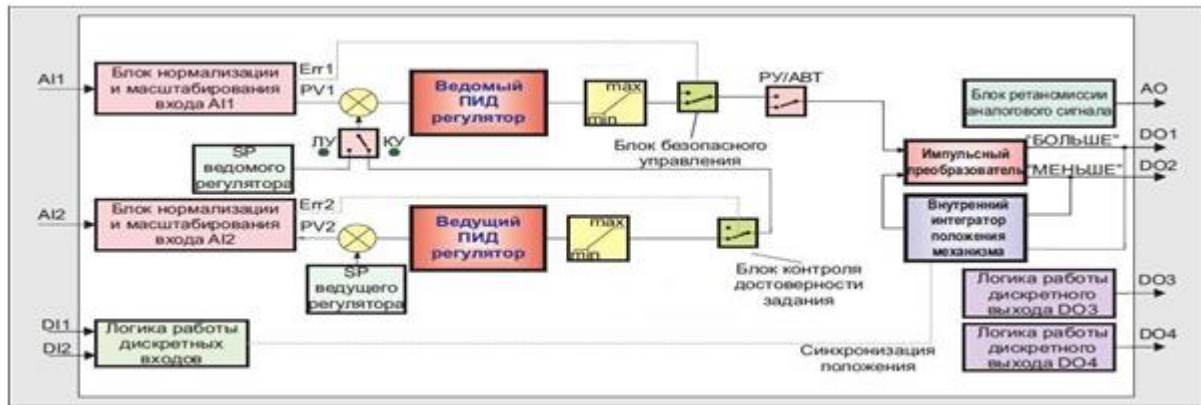 AI1
Блок нормализации
и масштабирования
входа AI1
Err1
PV1
Ведомый
ПИД
регулятор
max
min
Блок безопасного
управления
РУ/АВТ
Блок ретансмиссии
аналогового сигнала
AO
ЛУ
КУ
SP
ведомого
регулятора
Импульсный
преобразователь
"БОЛЬШЕ"
DO1
"МЕНЬШЕ"
DO2
AI2
Блок нормализации
и масштабирования
входа AI2
Err2
PV2
Ведущий
ПИД
регулятор
max
min
Блок контроля
достоверности
задания
SP
ведущего
регулятора
Внутренний
интегратор
положения
механизма
Логика работы
дискретного
выхода DO3
DO3
DI1
DI2
Логика работы
дискретных
входов
Синхронизация
положения
Логика работы
дискретного
выхода DO4
DO4